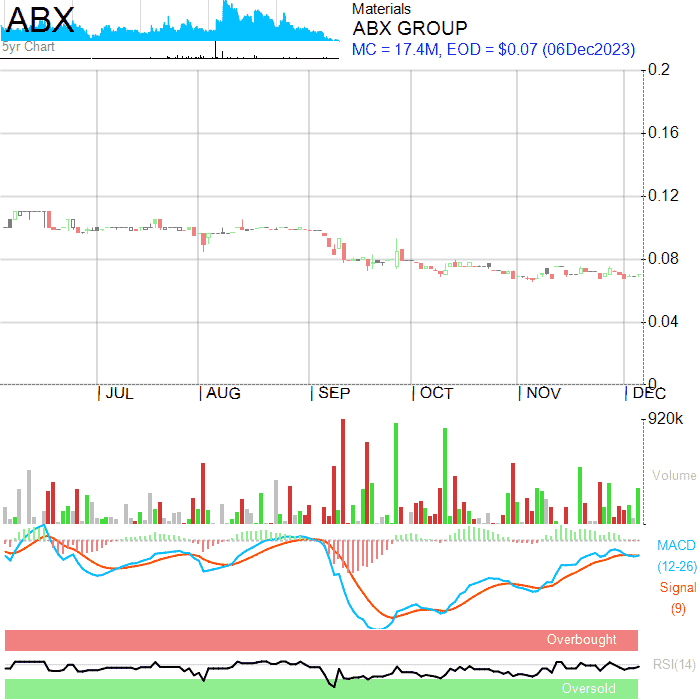 ABX
5yr Chart
Materials
ABX GROUP
MC = 17.4M, EOD = $0.07 (06Dec2023)
0.2
0.16
0.12
0.08
0.04
0
JUL
AUG
SEP
OCT
NOV
DEC
920k
Volume
MACD
(12-26)
Signal
(9)
Overbought
RSI(14)
Oversold